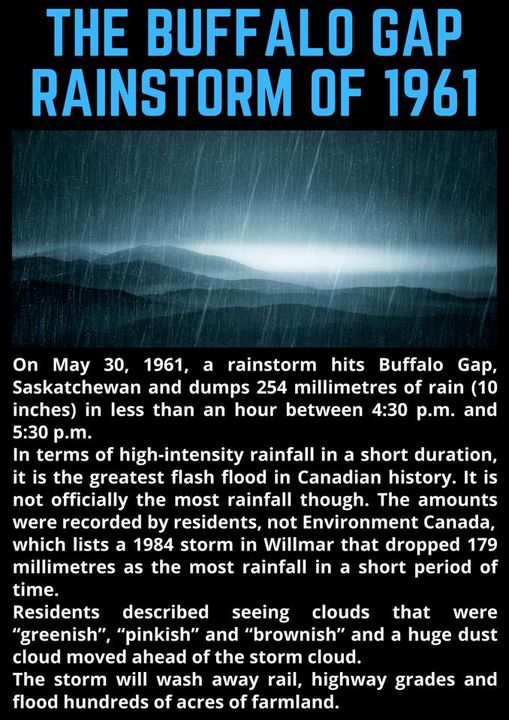 THE BUFFALO GAP
RAINSTORM OF 1961
On May 30, 1961, a rainstorm hits Buffalo Gap,
Saskatchewan and dumps 254 millimetres of rain (10
inches) in less than an hour between 4:30 p.m. and
5:30 p.m.
In terms of high-intensity rainfall in a short duration,
it is the greatest flash flood in Canadian history. It is
not officially the most rainfall though. The amounts
were recorded by residents, not Environment Canada,
which lists a 1984 storm in Willmar that dropped 179
millimetres as the most rainfall in a short period of
time.
Residents described seeing clouds that were
“greenish”, “pinkish” and “brownish” and a huge dust
cloud moved ahead of the storm cloud.
The storm will wash away rail, highway grades and
flood hundreds of acres of farmland.